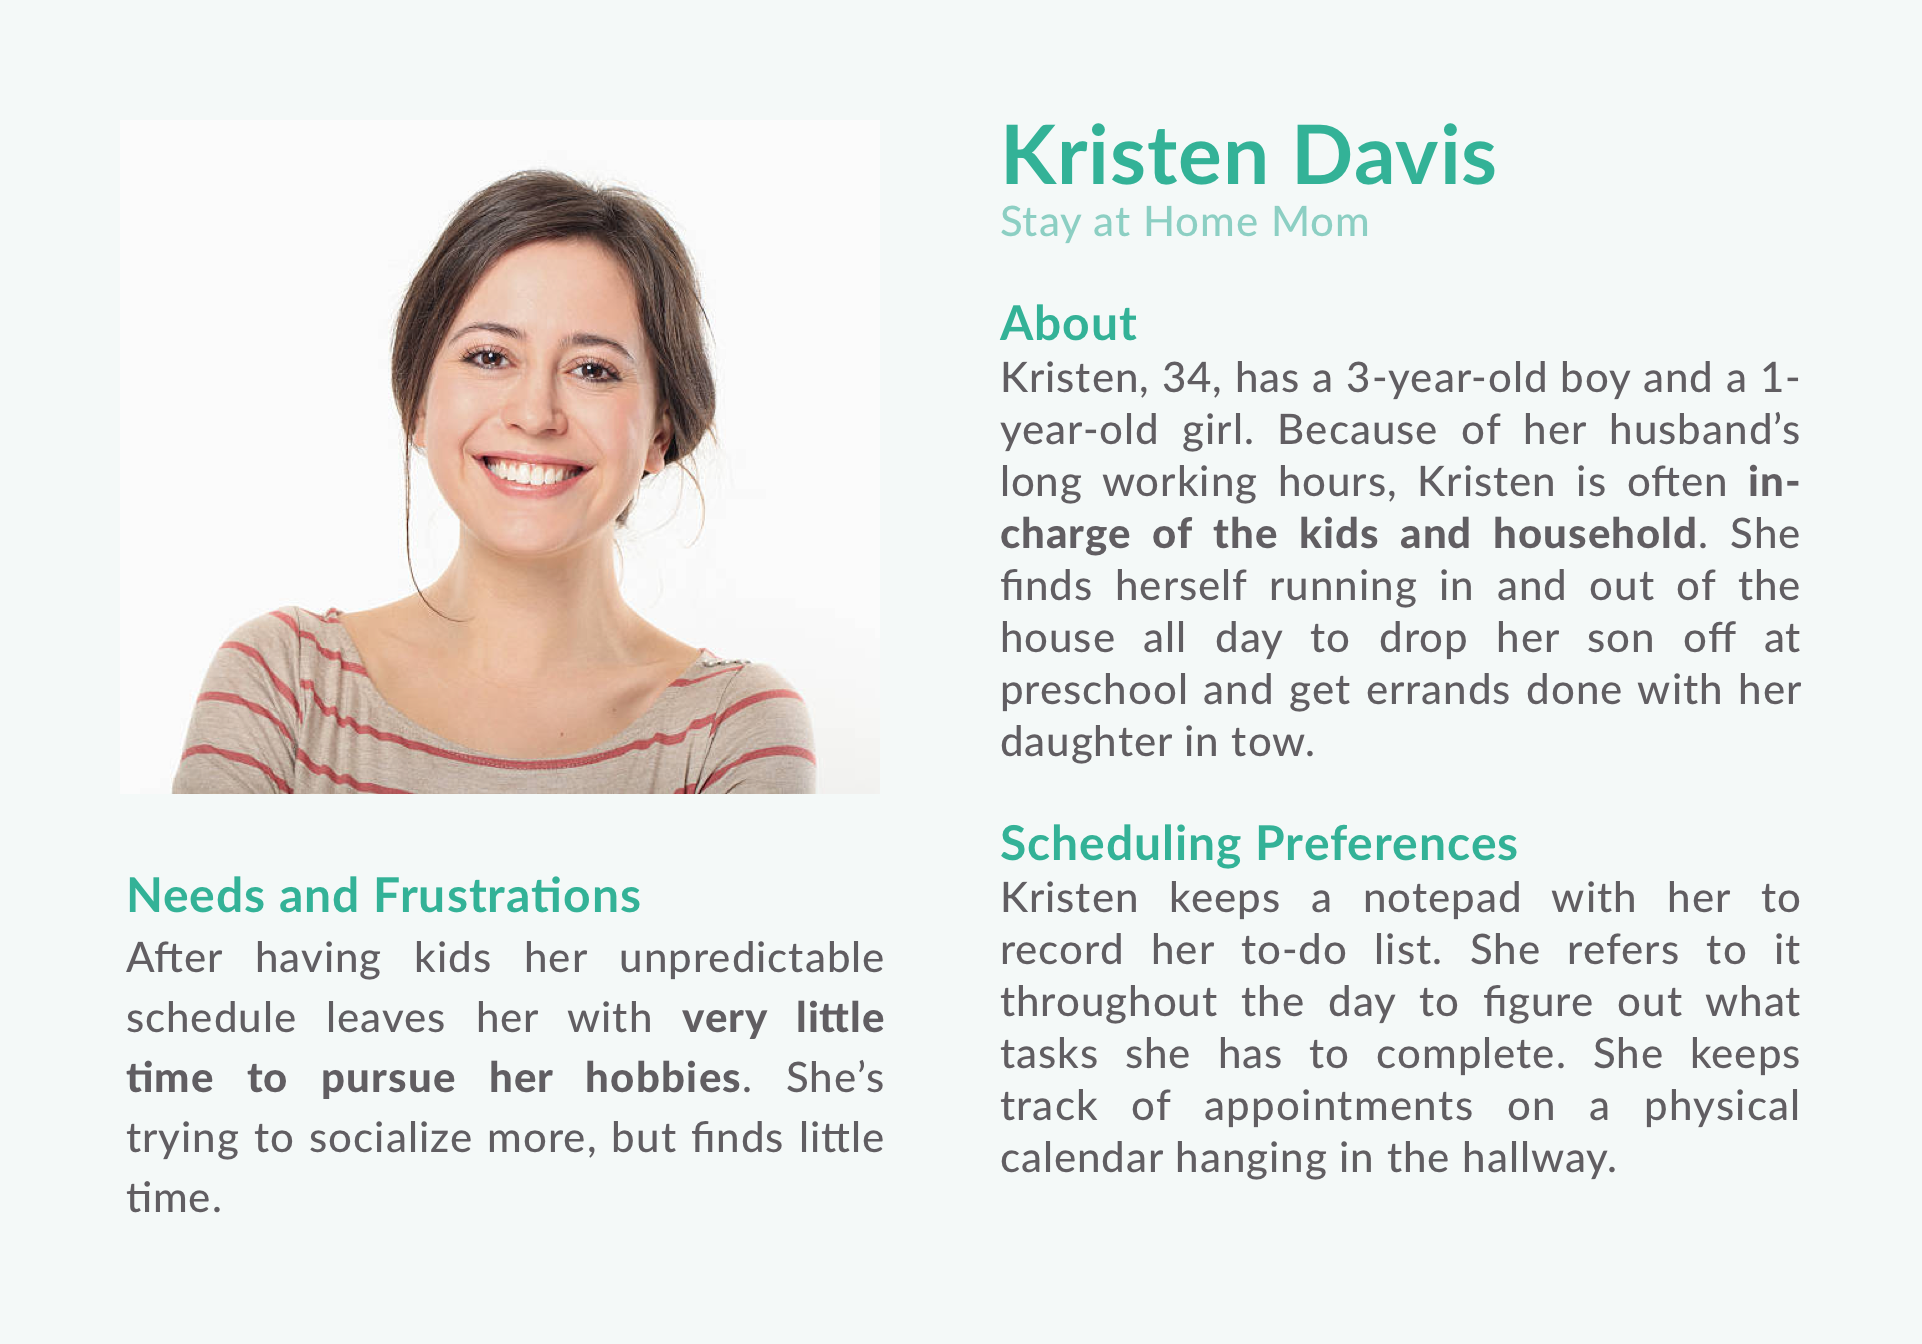 Kristen Davis
Stay at Home Mom
About
Kristen, 34, has a 3-year-old boy and a 1-
year-old girl. Because of her husband’s
long working hours, Kristen is often in-
charge of the kids and household. She
finds herself running in and out of the
house all day to drop her son off at
preschool and get errands done with her
daughter in tow.
Scheduling Preferences
Kristen keeps a notepad with her to
record her to-do list. She refers to it
throughout the day to figure out what
tasks she has to complete. She keeps
track of appointments on a physical
calendar hanging in the hallway.
Needs and Frustrations
After having kids her unpredictable
schedule leaves her with very little
time to pursue her hobbies. She’s
trying to socialize more, but finds little
time.